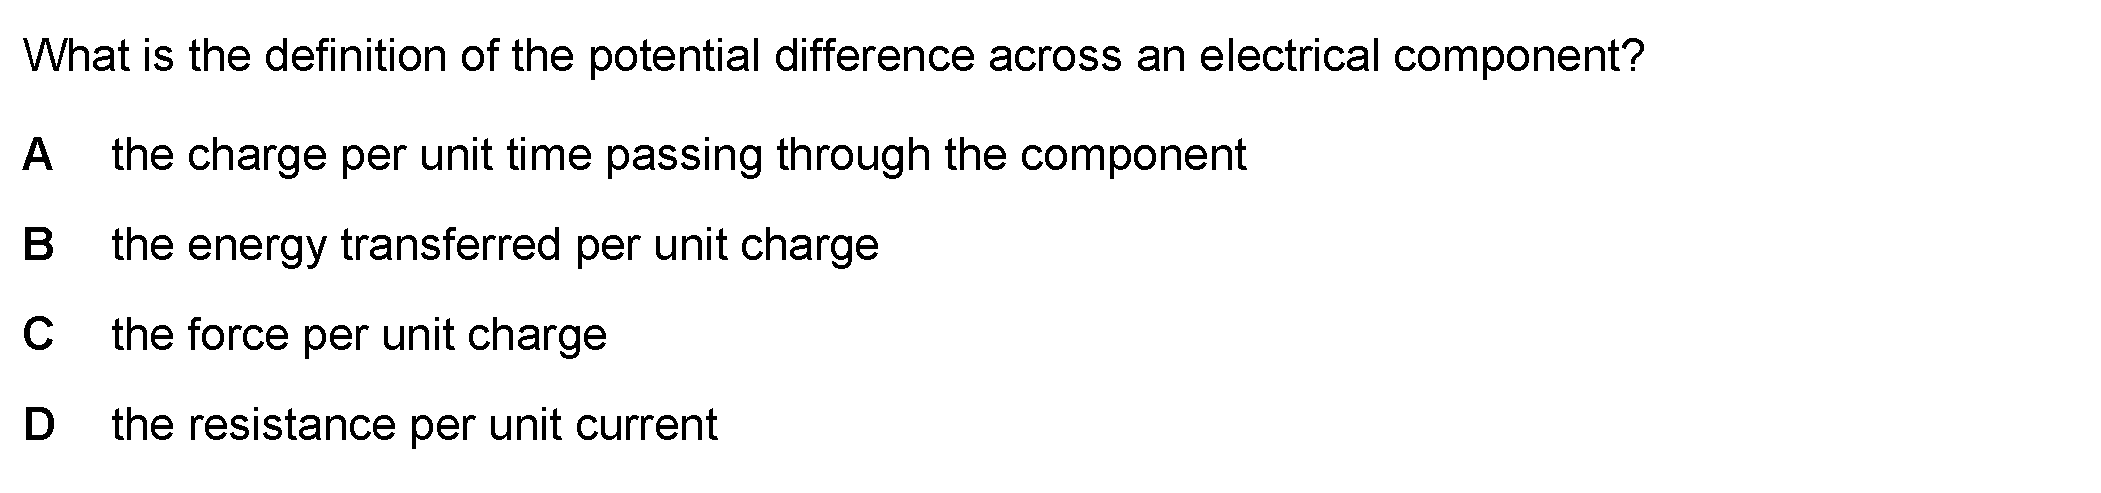 What is the definition of the potential difference across an electrical component?
A the charge per unit time passing through the component
B the energy transferred per unit charge
C the force per unit charge
D the resistance per unit current